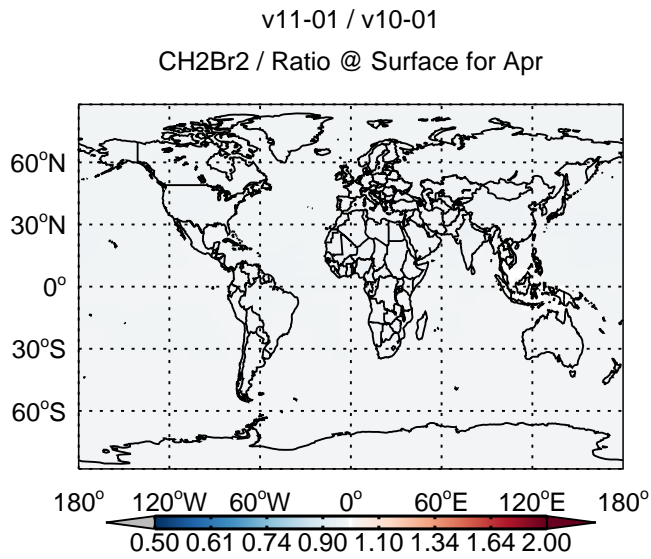 v11-01 / v10-01
CH2Br2 / Ratio @ Surface for Apr
60°N
30°N
0°
30°S
60°S
180° 120°W 60°W 0° 60°E 120°E 180°
0.50 0.61 0.74 0.90 1.10 1.34 1.64 2.00